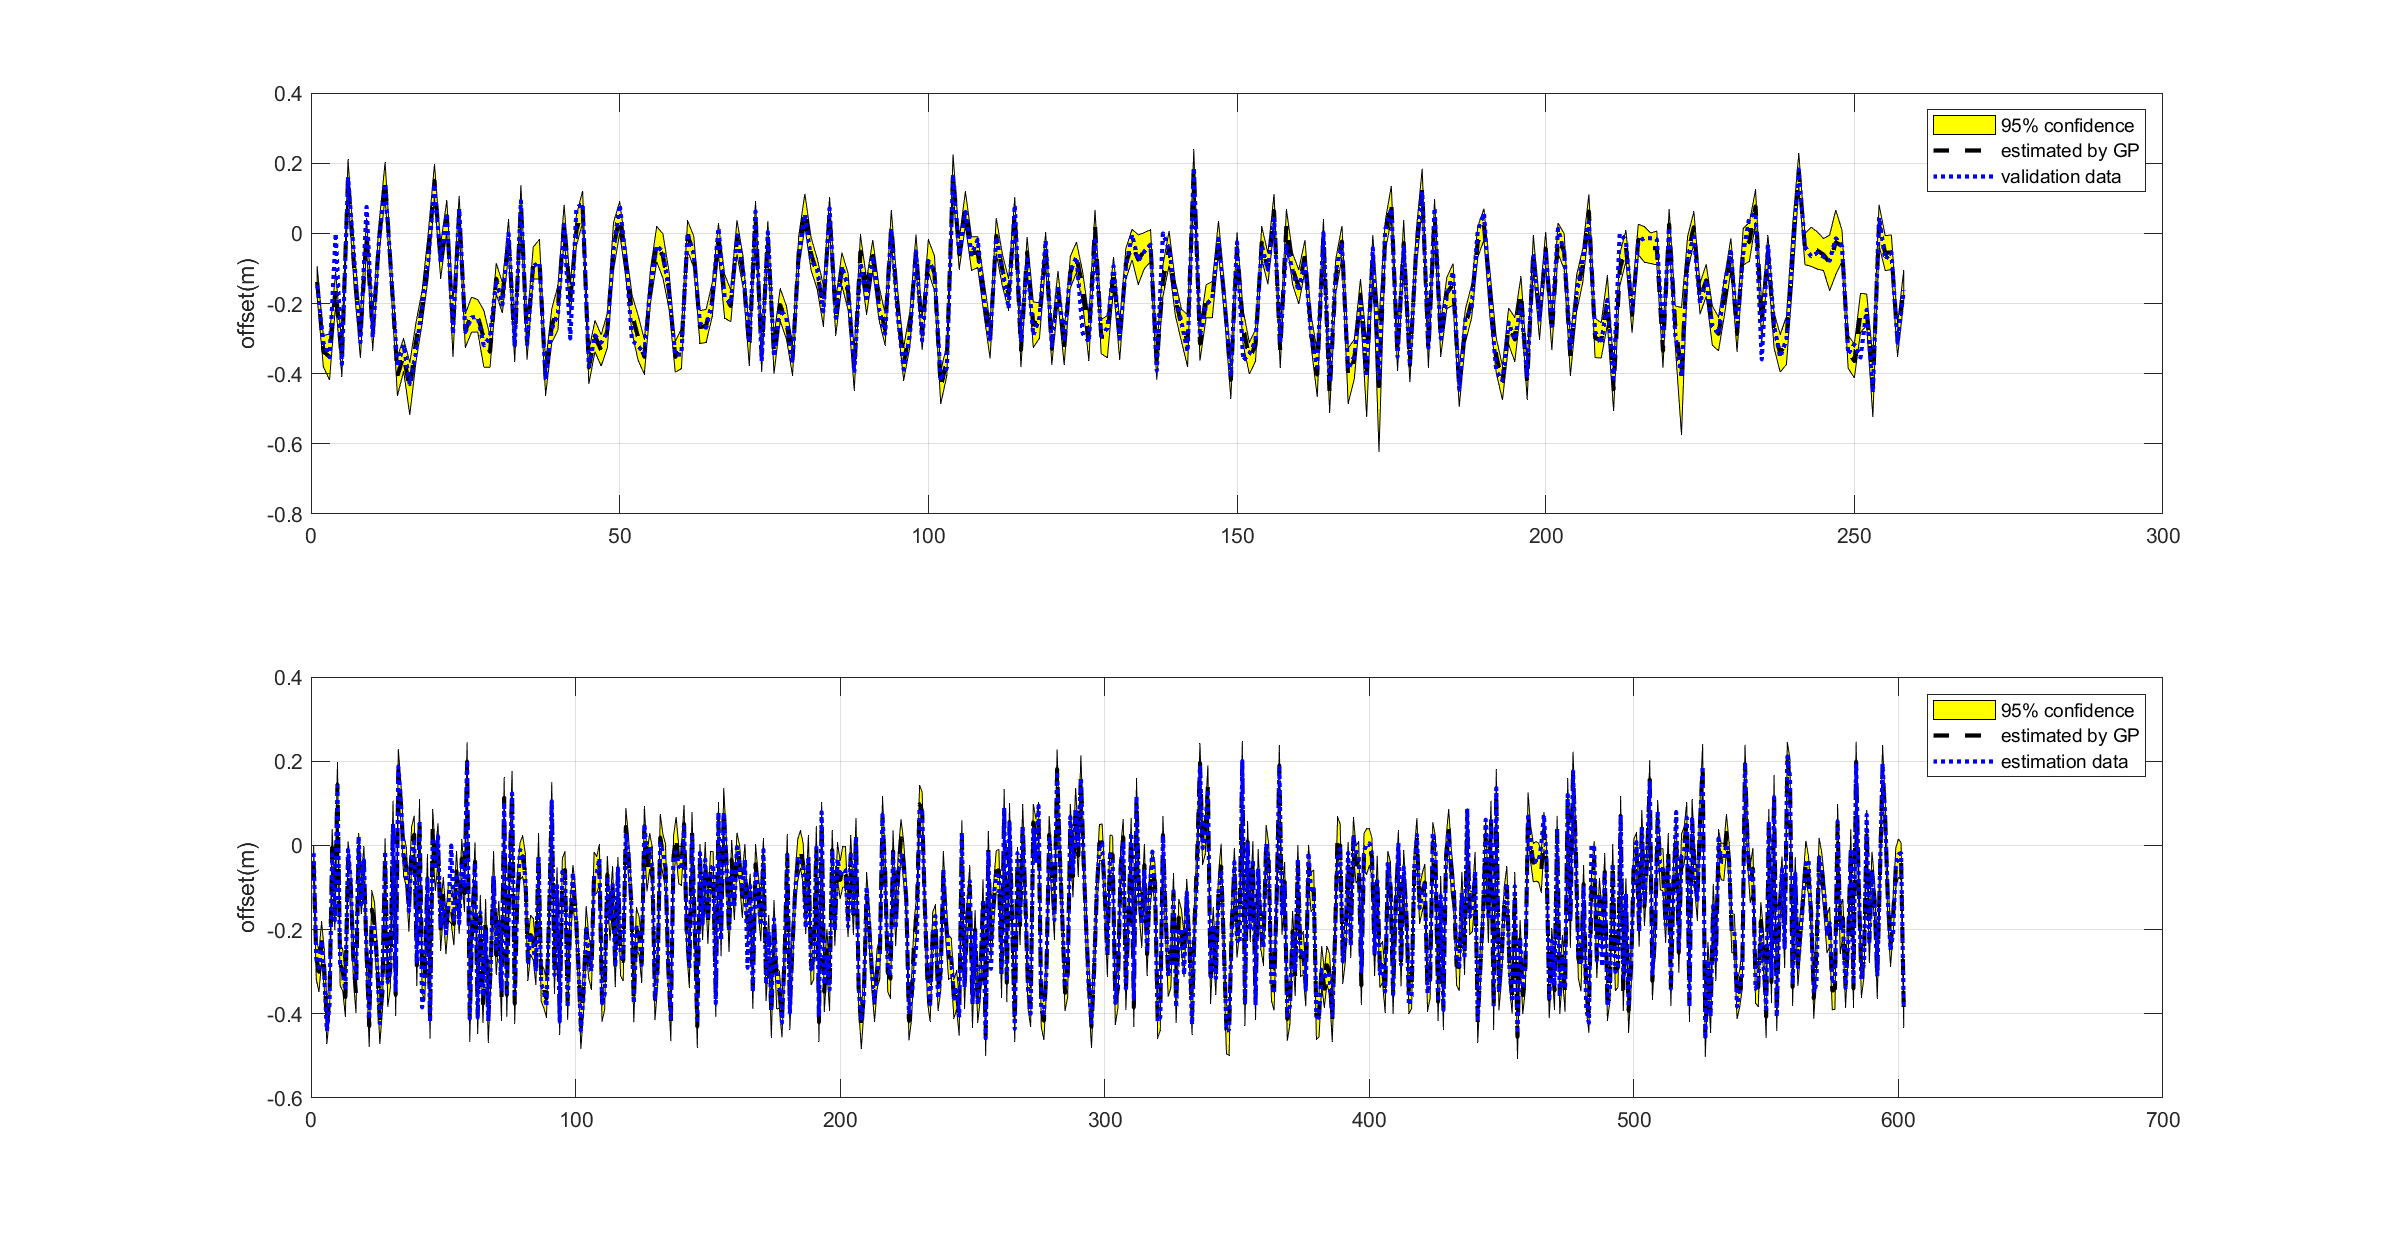 0.4
0.2
0
-0.2
-0.4
-0.6
-0.8
offset(m)
0 50 100 150 200 250 300
95% confidence
estimated by GP
validation data
0.4
0.2
0
-0.2
-0.4
-0.6
offset(m)
0 100 200 300 400 500 600 700
95% confidence
estimated by GP
estimation data